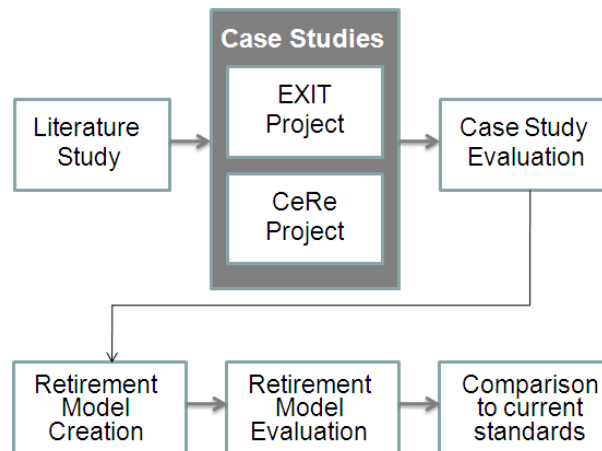 Case Studies
Literature
Study
EXIT
Project
CeRe
Project
Case Study
Evaluation
Retirement
Model
Creation
Retirement
Model
Evaluation
Comparison
to current
standards